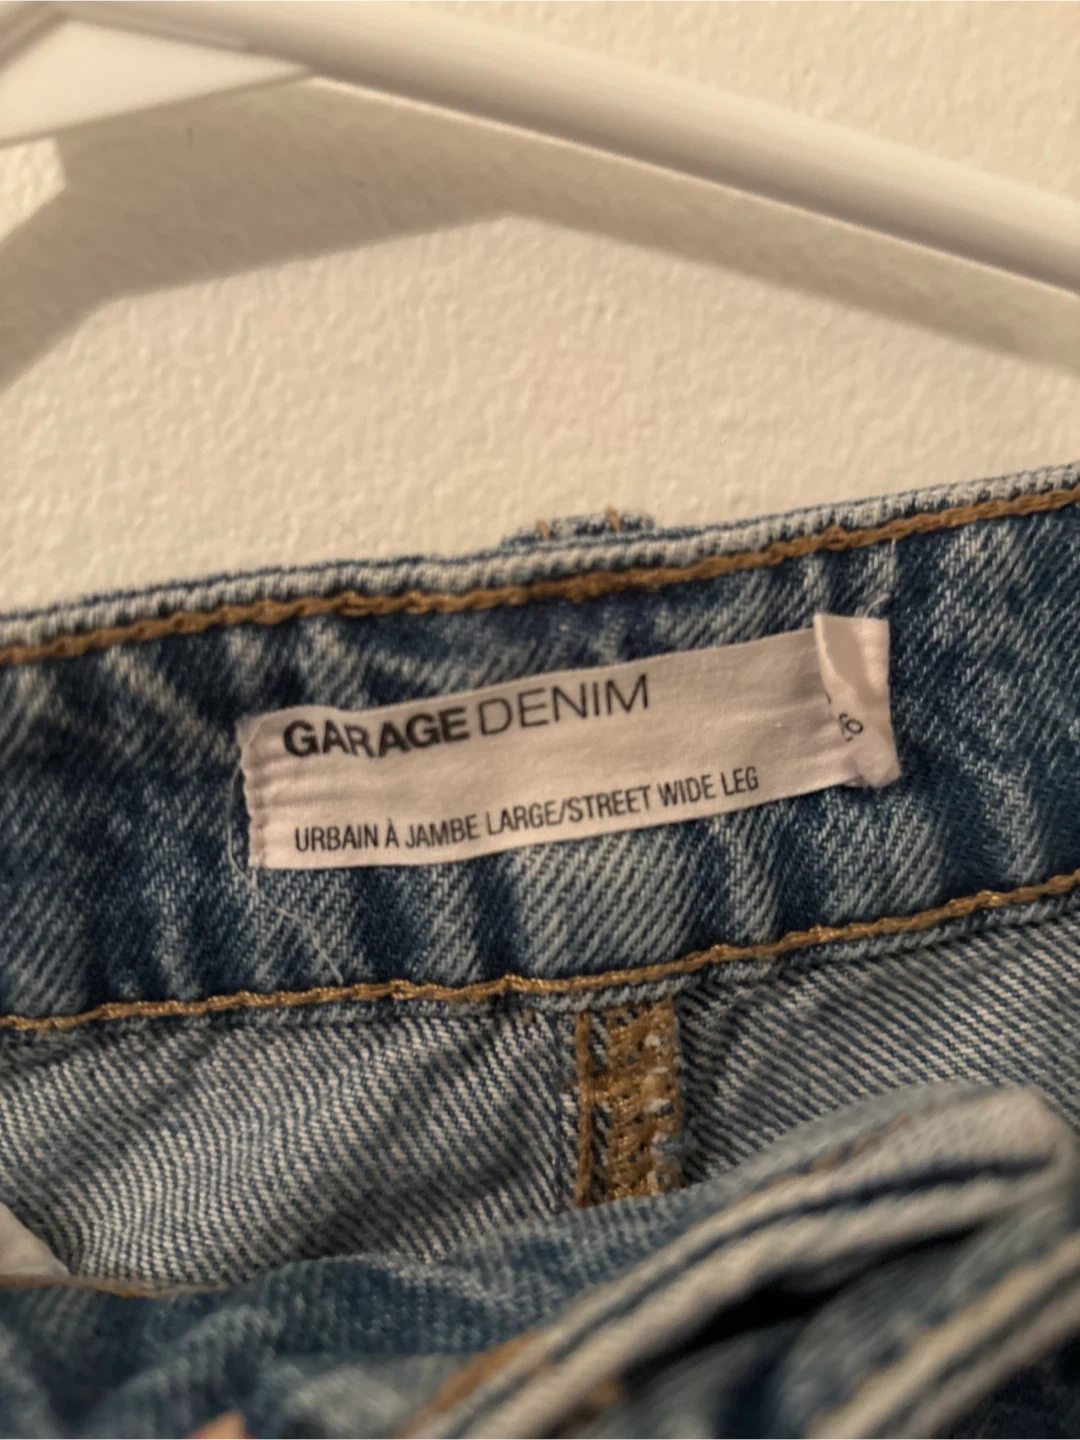 GARAGE DENIM
URBAIN À JAMBE LARGE/STREET WIDE LEG